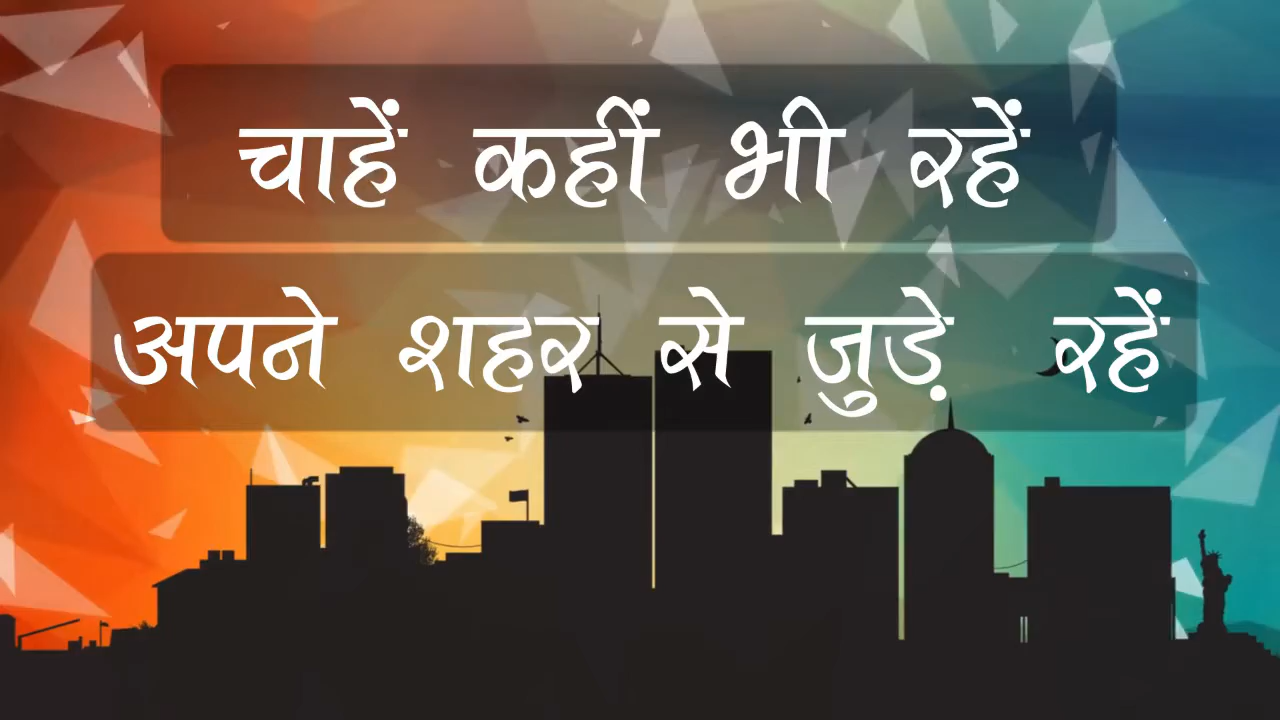 चाहें कहीं भी रहें
अपने शहर से जुड़े रहें